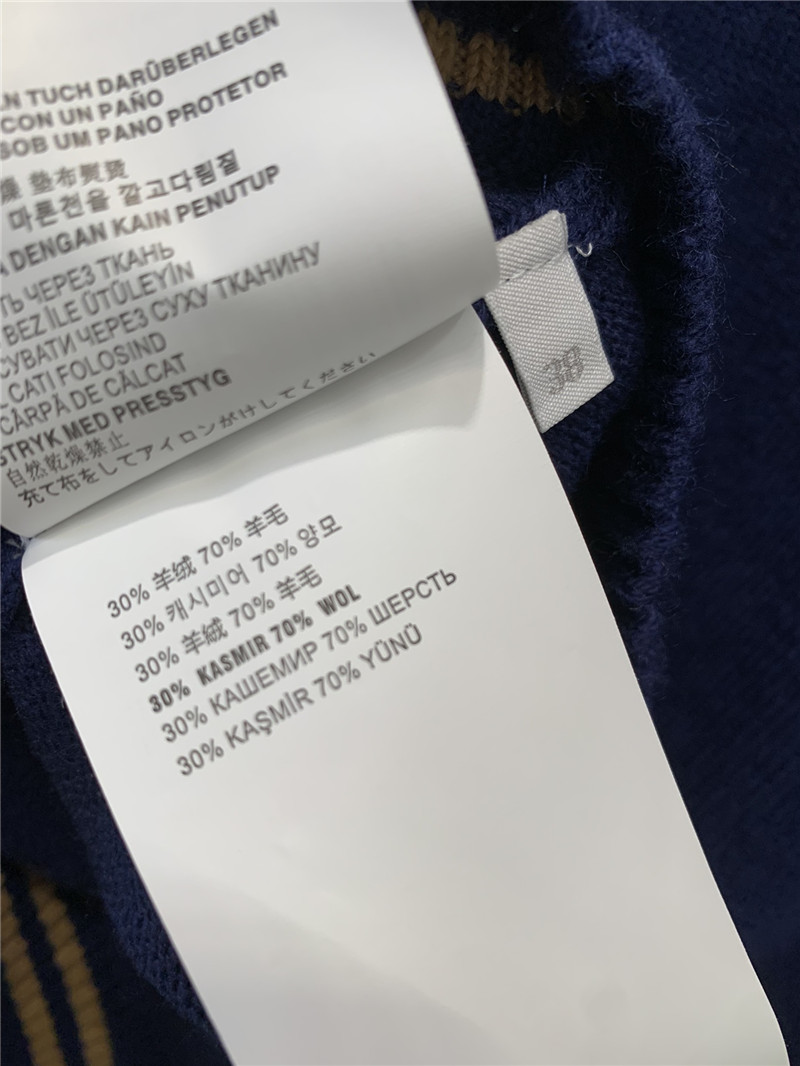 N TUCH DARÜBERLEGEN
CON UN PAÑO
SOB UM PANO PROTETOR
燥 垫布熨烫
마른천을 깔고다림질
A DENGAN KAIN PENUTUP
ТЬ ЧЕРЕЗ ТКАНЬ
BEZ İLE ÜTÜLEYİN
СУВАТИ ЧЕРЕЗ СУХУ ТКАНИНУ
CATI FOLOSIND
CÂRPĂ DE CĂLCAT
STRYK MED PRESSTYG
自然乾燥禁止
充て布をしてアイロンがけしてください
38
30% 羊绒 70% 羊毛
30% 캐시미어 70% 양모
30% 羊绒 70% 羊毛
30% KASMIR 70% WOL
30% КАШЕМИР 70% ШЕРСТЬ
30% KAŞMİR 70% YÜNÜ